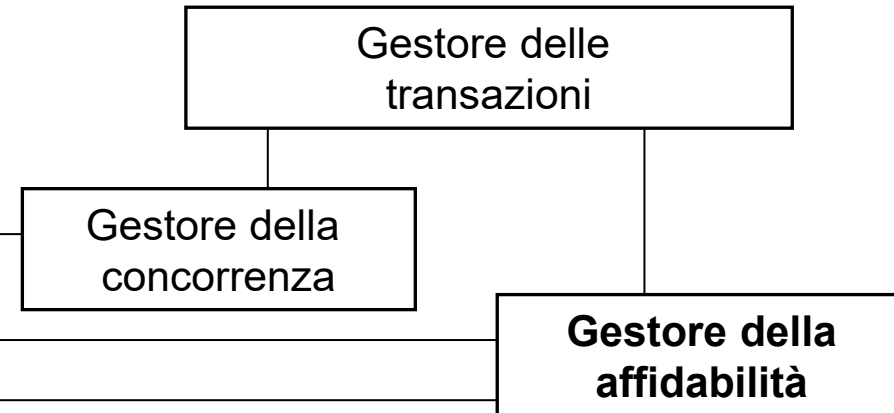 Gestore delle
transazioni
Gestore della
concorrenza
Gestore della
affidabilità